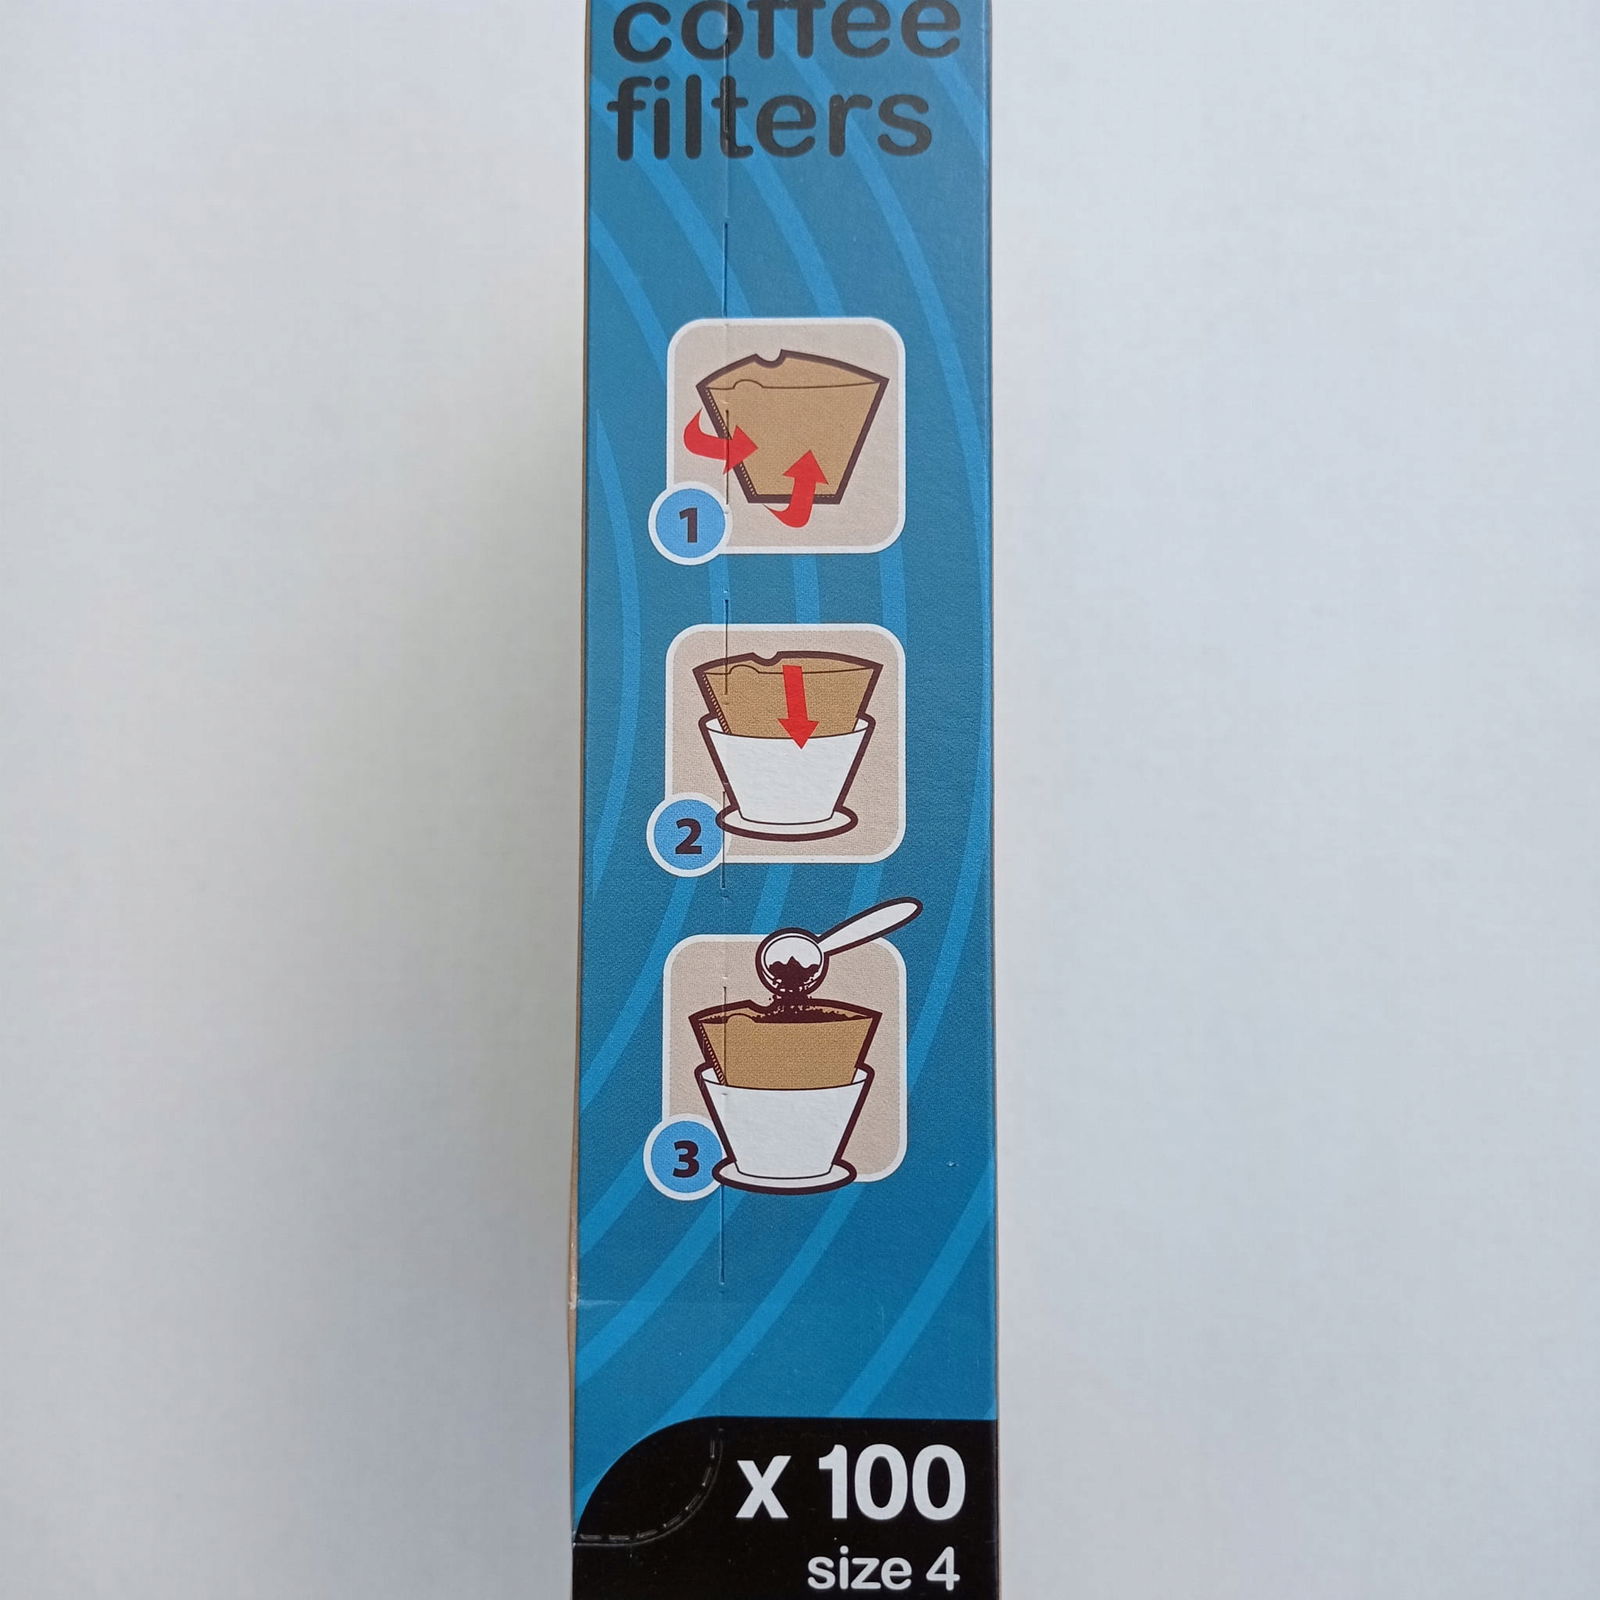 coffee
filters
1
2
3
x 100
size 4